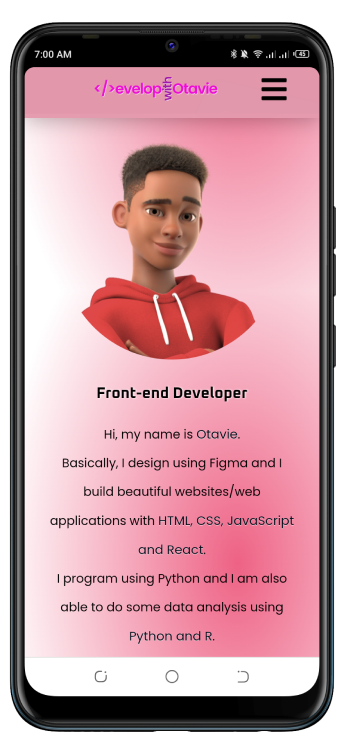 7:00 AM
45
</>evelop with Otavie
Front-end Developer
Hi, my name is Otavie.
Basically, I design using Figma and I
build beautiful websites/web
applications with HTML, CSS, JavaScript
and React.
I program using Python and I am also
able to do some data analysis using
Python and R.